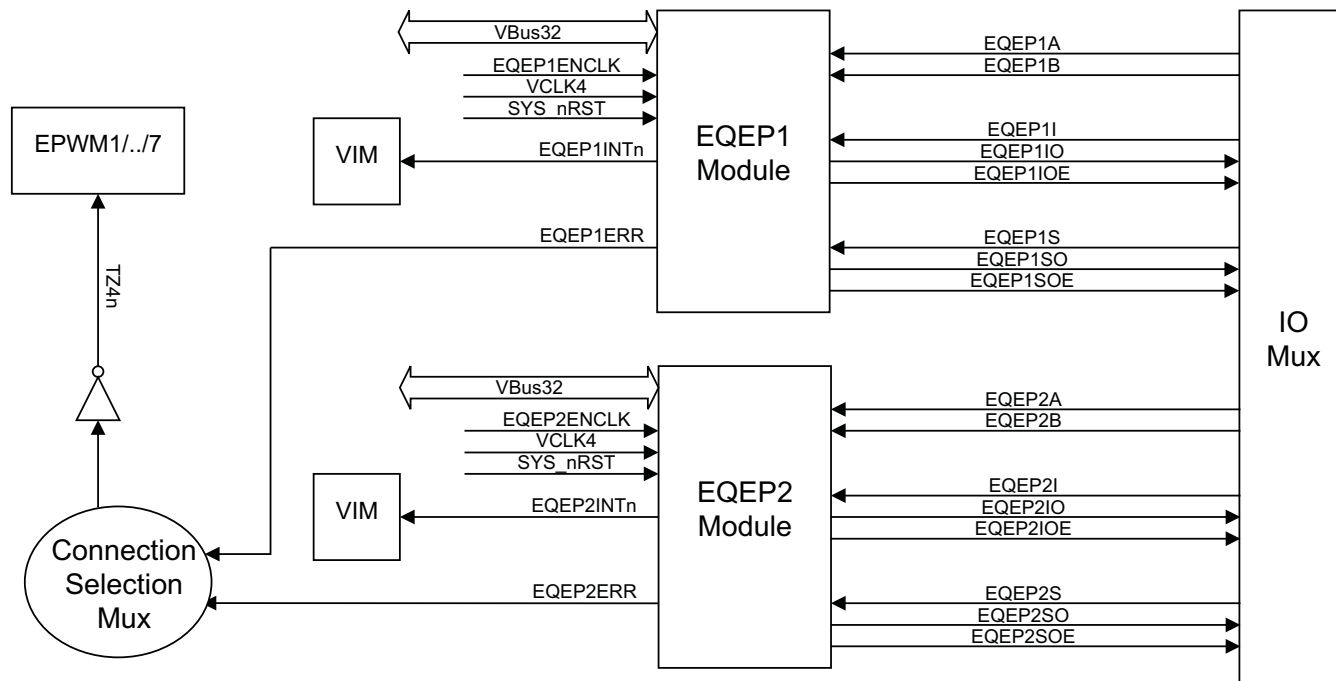 VBus32
EQEP1ENCLK
VCLK4
SYS_nRST
EPWM1/../7
VIM
EQEP1INTn
EQEP1
Module
EQEP1A
EQEP1B
EQEP1I
EQEP1IO
EQEP1IOE
EQEP1ERR
EQEP1S
EQEP1SO
EQEP1SOE
TZ4n
IO
Mux
VBus32
EQEP2ENCLK
VCLK4
SYS_nRST
VIM
EQEP2INTn
EQEP2
Module
EQEP2A
EQEP2B
EQEP2I
EQEP2IO
EQEP2IOE
Connection
Selection
Mux
EQEP2ERR
EQEP2S
EQEP2SO
EQEP2SOE